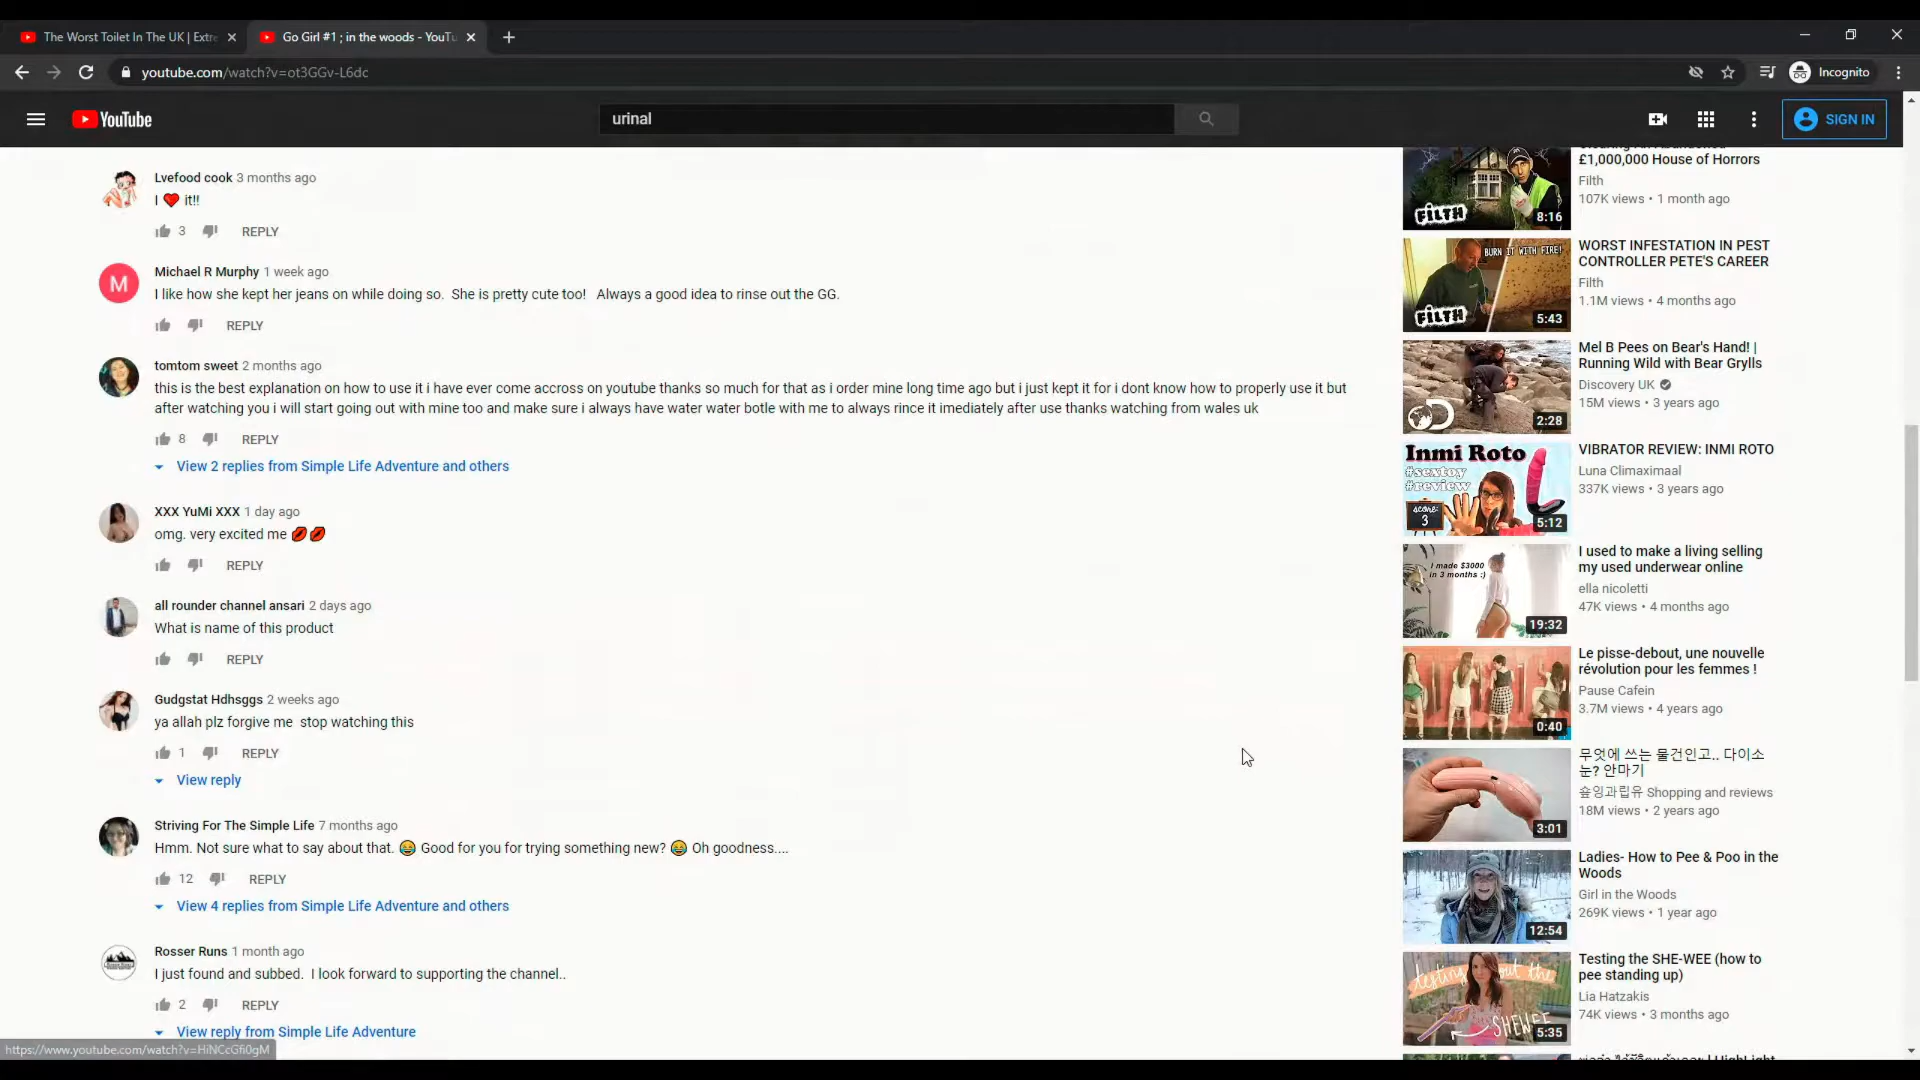 The Worst Toilet In The UK | Extre
Go Girl #1 ; in the woods - YouTu
youtube.com/watch?v=ot3GGv-L6dc
Incognito
YouTube
urinal
SIGN IN
Lvefood cook 3 months ago
I ❤️ it!!
3 REPLY
Michael R Murphy 1 week ago
I like how she kept her jeans on while doing so. She is pretty cute too! Always a good idea to rinse out the GG.
REPLY
tomtom sweet 2 months ago
this is the best explanation on how to use it i have ever come accross on youtube thanks so much for that as i order mine long time ago but i just kept it for i dont know how to properly use it but
after watching you i will start going out with mine too and make sure i always have water water botle with me to always rince it imediately after use thanks watching from wales uk
8 REPLY
View 2 replies from Simple Life Adventure and others
XXX YuMi XXX 1 day ago
omg. very excited me 💋💋
REPLY
all rounder channel ansari 2 days ago
What is name of this product
REPLY
Gudgstat Hdhsggs 2 weeks ago
ya allah plz forgive me stop watching this
1 REPLY
View reply
Striving For The Simple Life 7 months ago
Hmm. Not sure what to say about that. 😂 Good for you for trying something new? 😂 Oh goodness....
12 REPLY
View 4 replies from Simple Life Adventure and others
Rosser Runs 1 month ago
I just found and subbed. I look forward to supporting the channel..
2 REPLY
View reply from Simple Life Adventure
https://www.youtube.com/watch?v=HiNCcGfi0gM
£1,000,000 House of Horrors
Filth
107K views • 1 month ago
FILTH
8:16
WORST INFESTATION IN PEST
CONTROLLER PETE'S CAREER
Filth
1.1M views • 4 months ago
BURN IT WITH FIRE!
FILTH
5:43
Mel B Pees on Bear's Hand! |
Running Wild with Bear Grylls
Discovery UK
15M views • 3 years ago
2:28
VIBRATOR REVIEW: INMI ROTO
Luna Climaximaal
337K views • 3 years ago
Inmi Roto
#sextoy
#review
score:
3
5:12
I used to make a living selling
my used underwear online
ella nicoletti
47K views • 4 months ago
I made $3000
in 3 months :)
19:32
Le pisse-debout, une nouvelle
révolution pour les femmes !
Pause Cafein
3.7M views • 4 years ago
0:40
무엇에 쓰는 물건인고.. 다이소
눈? 안마기
숖잉과립유 Shopping and reviews
18M views • 2 years ago
3:01
Ladies- How to Pee & Poo in the
Woods
Girl in the Woods
269K views • 1 year ago
12:54
Testing the SHE-WEE (how to
pee standing up)
Lia Hatzakis
74K views • 3 months ago
testing out the
SHEWEE
5:35